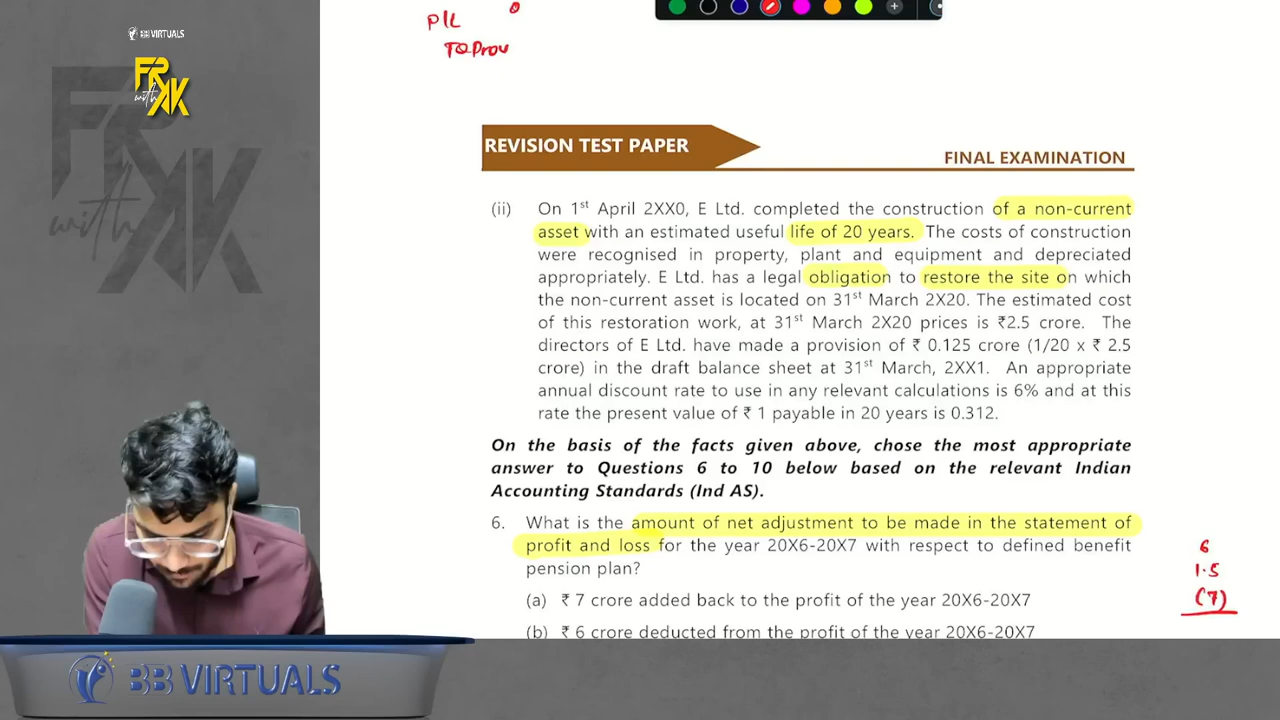 P/L
To Prov
BB VIRTUALS
FR
with
AK
FR
with
AK
REVISION TEST PAPER
FINAL EXAMINATION
(ii) On 1st April 2XX0, E Ltd. completed the construction of a non-current
asset with an estimated useful life of 20 years. The costs of construction
were recognised in property, plant and equipment and depreciated
appropriately. E Ltd. has a legal obligation to restore the site on which
the non-current asset is located on 31st March 2X20. The estimated cost
of this restoration work, at 31st March 2X20 prices is ₹2.5 crore. The
directors of E Ltd. have made a provision of ₹ 0.125 crore (1/20 x ₹ 2.5
crore) in the draft balance sheet at 31st March, 2XX1. An appropriate
annual discount rate to use in any relevant calculations is 6% and at this
rate the present value of ₹ 1 payable in 20 years is 0.312.
On the basis of the facts given above, chose the most appropriate
answer to Questions 6 to 10 below based on the relevant Indian
Accounting Standards (Ind AS).
6. What is the amount of net adjustment to be made in the statement of
profit and loss for the year 20X6-20X7 with respect to defined benefit
pension plan?
(a) ₹ 7 crore added back to the profit of the year 20X6-20X7
(b) ₹ 6 crore deducted from the profit of the year 20X6-20X7
6
1.5
(7)
BB VIRTUALS